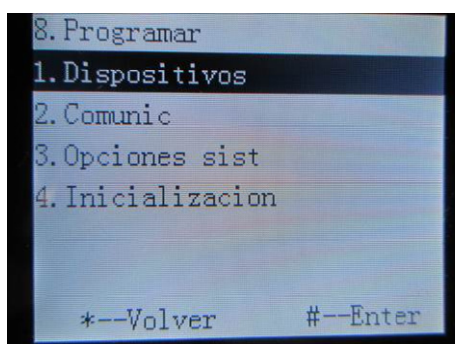 8.Programar
1.Dispositivos
2.Comunic
3.Opciones sist
4.Inicializacion
*--Volver #--Enter